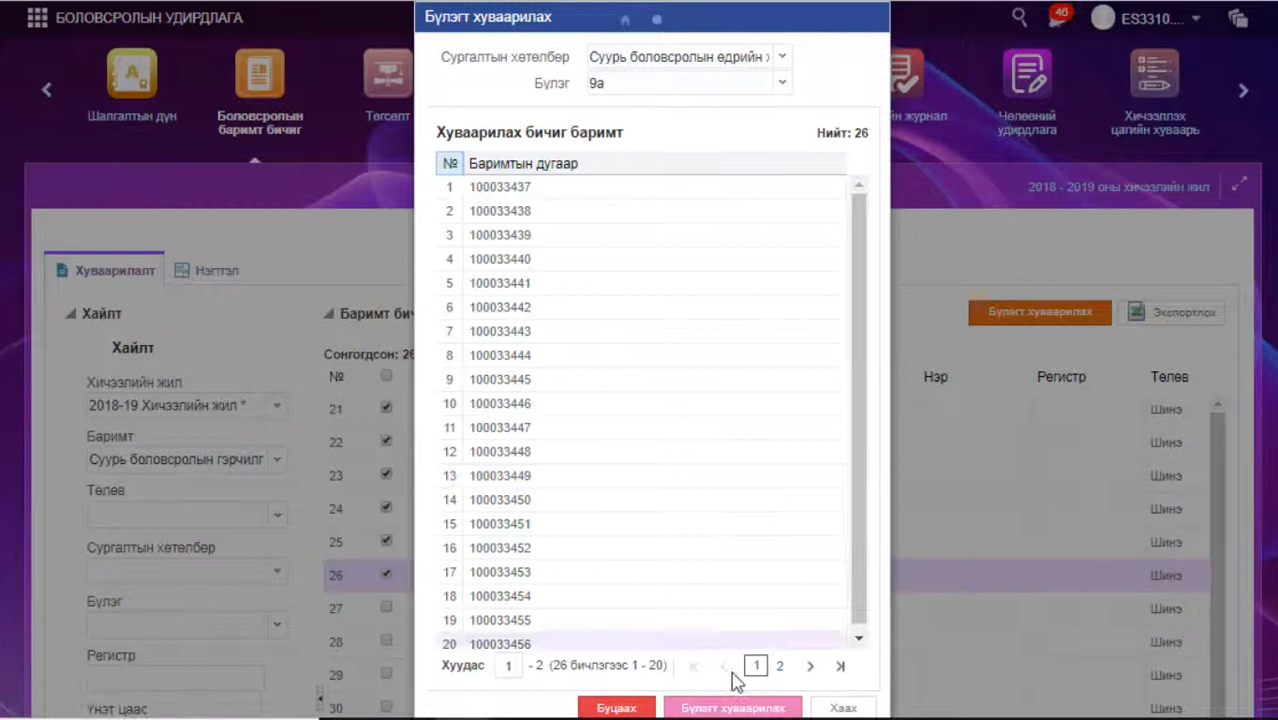 БОЛОВСРОЛЫН УДИРДЛАГА
46
ES3310....
Шалгалтын дүн
Боловсролын
баримт бичиг
Төгсөлт
йн журнал
Чөлөөний
удирдлага
Хичээллэх
цагийн хуваарь
2018 - 2019 оны хичээлийн жил
Хуваарилалт
Нэгтгэл
Хайлт
Хайлт
Хичээлийн жил
2018-19 Хичээлийн жил *
Баримт
Суурь боловсролын гэрчилг
Төлөв
Сургалтын хөтөлбөр
Бүлэг
Регистр
Үнэт цаас
Баримт би
Сонгогдсон: 26
№
21
22
23
24
25
26
27
28
29
30
Бүлэгт хуваарилах
Сургалтын хөтөлбөр
Суурь боловсролын өдрийн х
Бүлэг
9а
Хуваарилах бичиг баримт
Нийт: 26
№ Баримтын дугаар
1 100033437
2 100033438
3 100033439
4 100033440
5 100033441
6 100033442
7 100033443
8 100033444
9 100033445
10 100033446
11 100033447
12 100033448
13 100033449
14 100033450
15 100033451
16 100033452
17 100033453
18 100033454
19 100033455
20 100033456
Хуудас 1 - 2 (26 бичлэгээс 1 - 20) 1 2
Буцаах
Бүлэгт хуваарилах
Хаах
Бүлэгт хуваарилах
Экспортлох
Нэр
Регистр
Төлөв
Шинэ
Шинэ
Шинэ
Шинэ
Шинэ
Шинэ
Шинэ
Шинэ
Шинэ
Шинэ